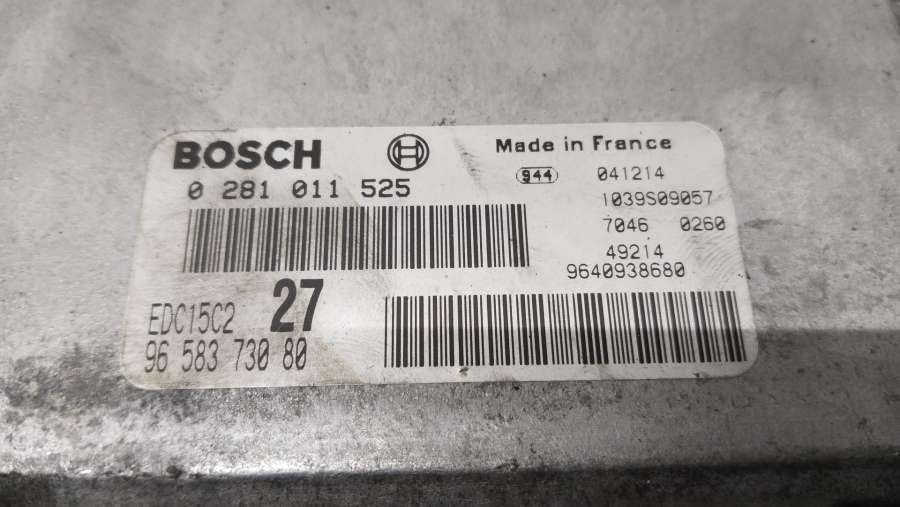 BOSCH
Made in France
0 281 011 525
944 041214
1039S09057
7046 0260
49214
9640938680
EDC15C2 27
96 583 730 80